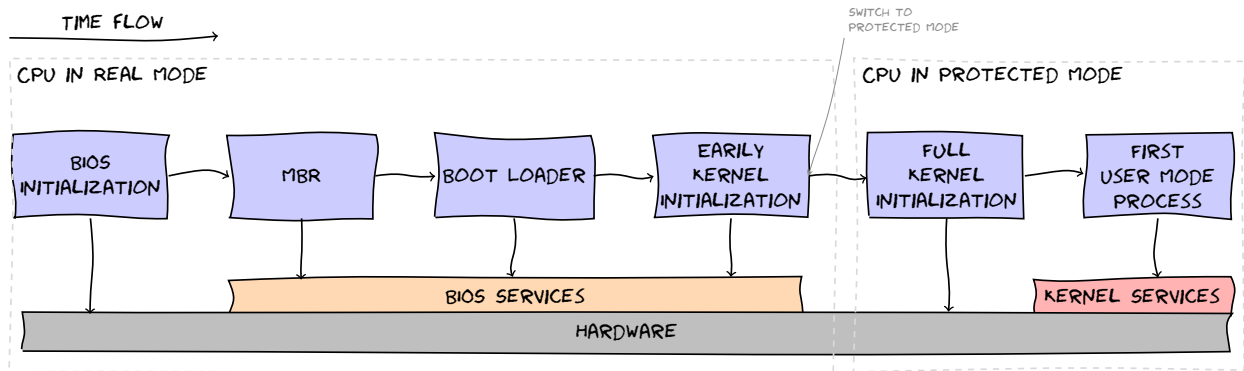 TIME FLOW
SWITCH TO
PROTECTED MODE
CPU IN REAL MODE
CPU IN PROTECTED MODE
BIOS
INITIALIZATION
MBR
BOOT LOADER
EARILY
KERNEL
INITIALIZATION
FULL
KERNEL
INITIALIZATION
FIRST
USER MODE
PROCESS
BIOS SERVICES
KERNEL SERVICES
HARDWARE